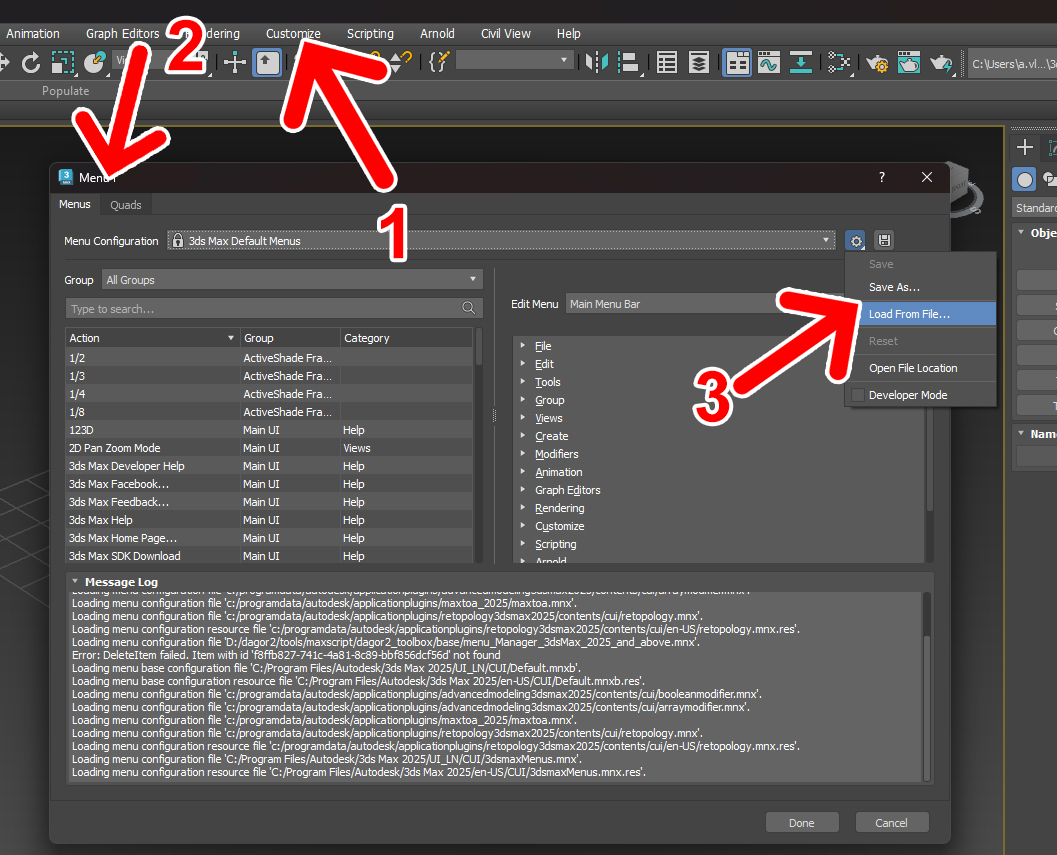 Animation Graph Editors Rendering Customize Scripting Arnold Civil View Help
2
C:\Users\a.vl...\3
Populate
Menu
?
Menus Quads
1
Menu Configuration 3ds Max Default Menus
Standard
Save
Group All Groups
Save As...
Type to search...
Edit Menu Main Menu Bar
Load From File...
Reset
Open File Location
Developer Mode
3
Action Group Category
1/2 ActiveShade Fra...
1/3 ActiveShade Fra...
1/4 ActiveShade Fra...
1/8 ActiveShade Fra...
123D Main UI Help
2D Pan Zoom Mode Main UI Views
3ds Max Developer Help Main UI Help
3ds Max Facebook... Main UI Help
3ds Max Feedback... Main UI Help
3ds Max Help Main UI Help
3ds Max Home Page... Main UI Help
3ds Max SDK Download Main UI Help
File
Edit
Tools
Group
Views
Create
Modifiers
Animation
Graph Editors
Rendering
Customize
Scripting
Arnold
Obje
Nam
Message Log
Loading menu configuration file 'c:/programdata/autodesk/applicationplugins/advancedmodeling3dsmax2025/contents/cui/arraymodifier.mnx'.
Loading menu configuration file 'c:/programdata/autodesk/applicationplugins/maxtoa_2025/maxtoa.mnx'.
Loading menu configuration file 'c:/programdata/autodesk/applicationplugins/retopology3dsmax2025/contents/cui/retopology.mnx'.
Loading menu configuration resource file 'c:/programdata/autodesk/applicationplugins/retopology3dsmax2025/contents/cui/en-US/retopology.mnx.res'.
Loading menu configuration file 'D:/dagor2/tools/maxscript/dagor2_toolbox/base/menu_Manager_3dsMax_2025_and_above.mnx'.
Error: DeleteItem failed. Item with id 'f8ffb827-741c-4a81-8c89-bbf856dcf56d' not found
Loading menu base configuration file 'C:/Program Files/Autodesk/3ds Max 2025/UI_LN/CUI/Default.mnxb'.
Loading menu base configuration resource file 'C:/Program Files/Autodesk/3ds Max 2025/en-US/CUI/Default.mnxb.res'.
Loading menu configuration file 'c:/programdata/autodesk/applicationplugins/advancedmodeling3dsmax2025/contents/cui/booleanmodifier.mnx'.
Loading menu configuration file 'c:/programdata/autodesk/applicationplugins/advancedmodeling3dsmax2025/contents/cui/arraymodifier.mnx'.
Loading menu configuration file 'c:/programdata/autodesk/applicationplugins/maxtoa_2025/maxtoa.mnx'.
Loading menu configuration file 'c:/programdata/autodesk/applicationplugins/retopology3dsmax2025/contents/cui/retopology.mnx'.
Loading menu configuration resource file 'c:/programdata/autodesk/applicationplugins/retopology3dsmax2025/contents/cui/en-US/retopology.mnx.res'.
Loading menu configuration file 'C:/Program Files/Autodesk/3ds Max 2025/UI_LN/CUI/3dsmaxMenus.mnx'.
Loading menu configuration resource file 'C:/Program Files/Autodesk/3ds Max 2025/en-US/CUI/3dsmaxMenus.mnx.res'.
Done Cancel